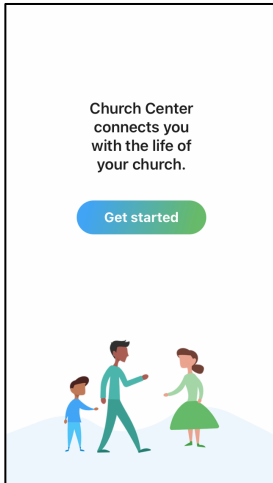 Church Center
connects you
with the life of
your church.
Get started